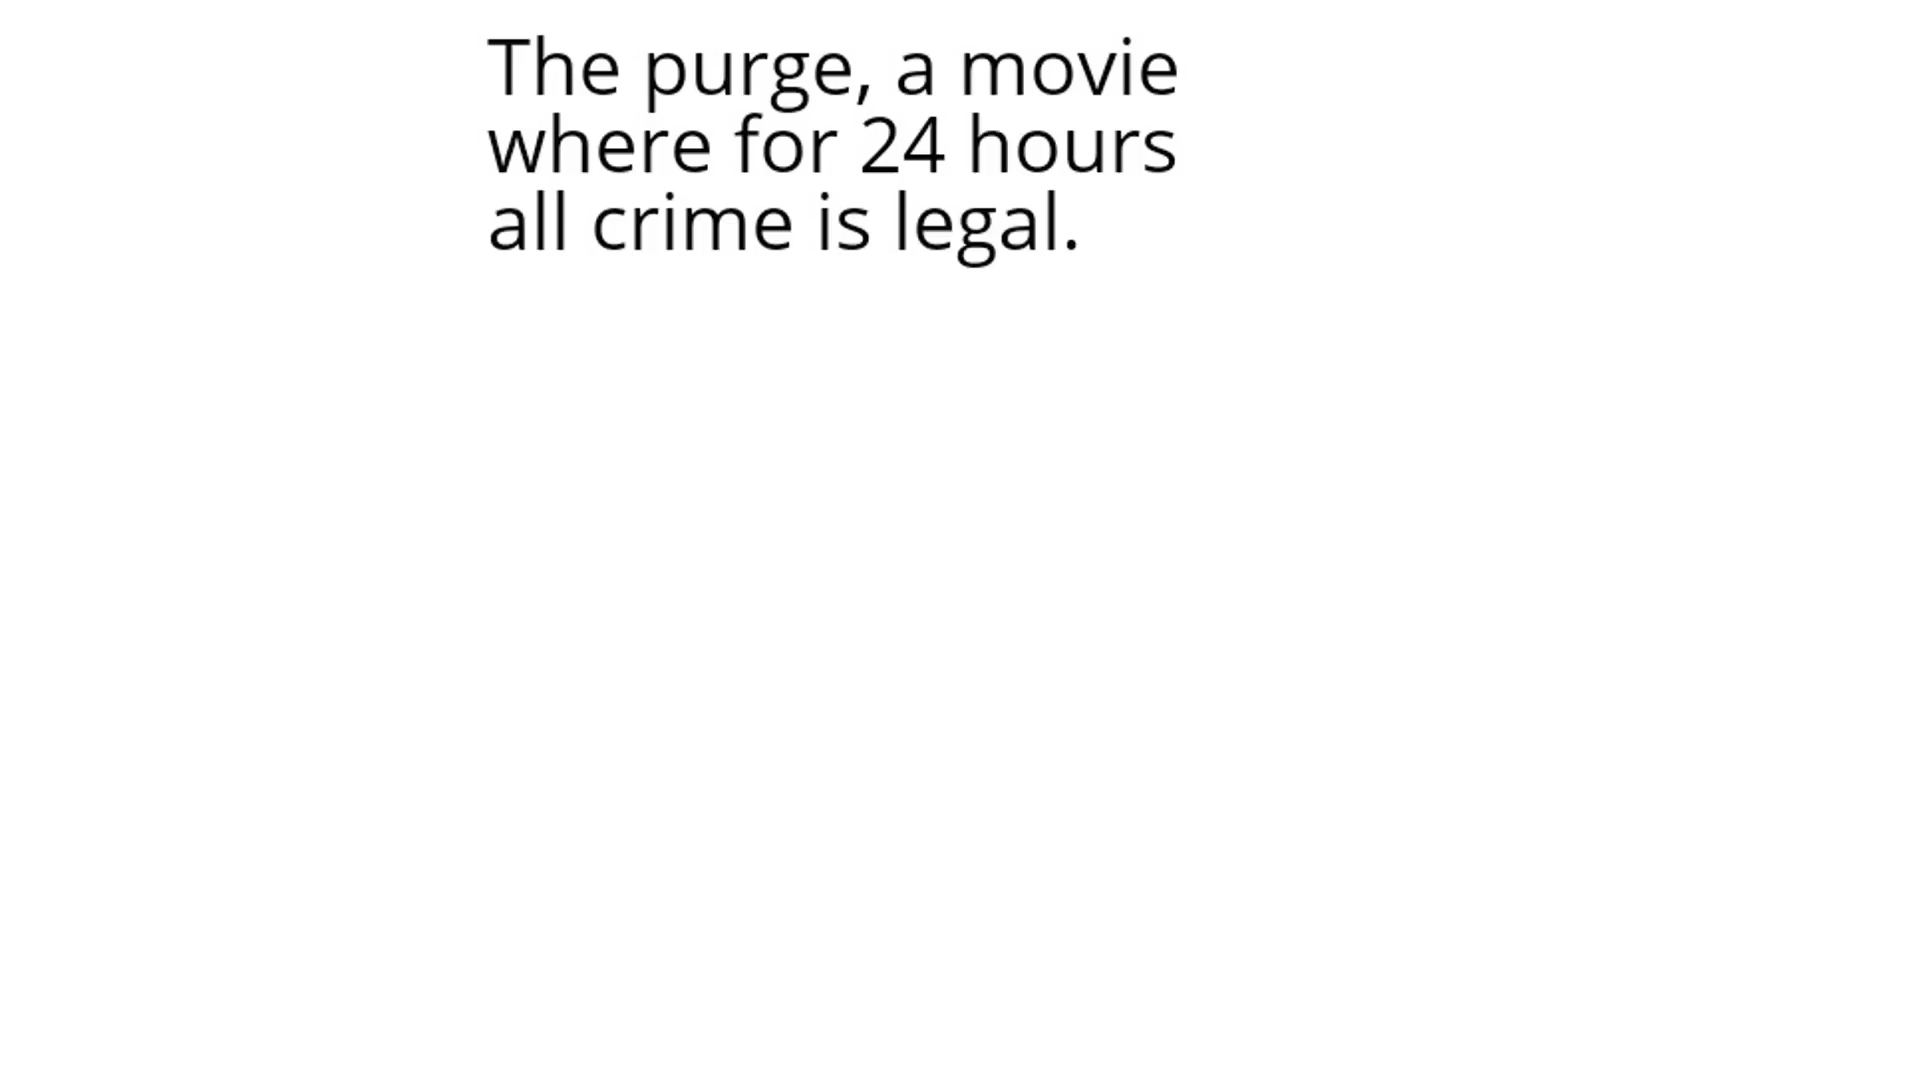 The purge, a movie
where for 24 hours
all crime is legal.